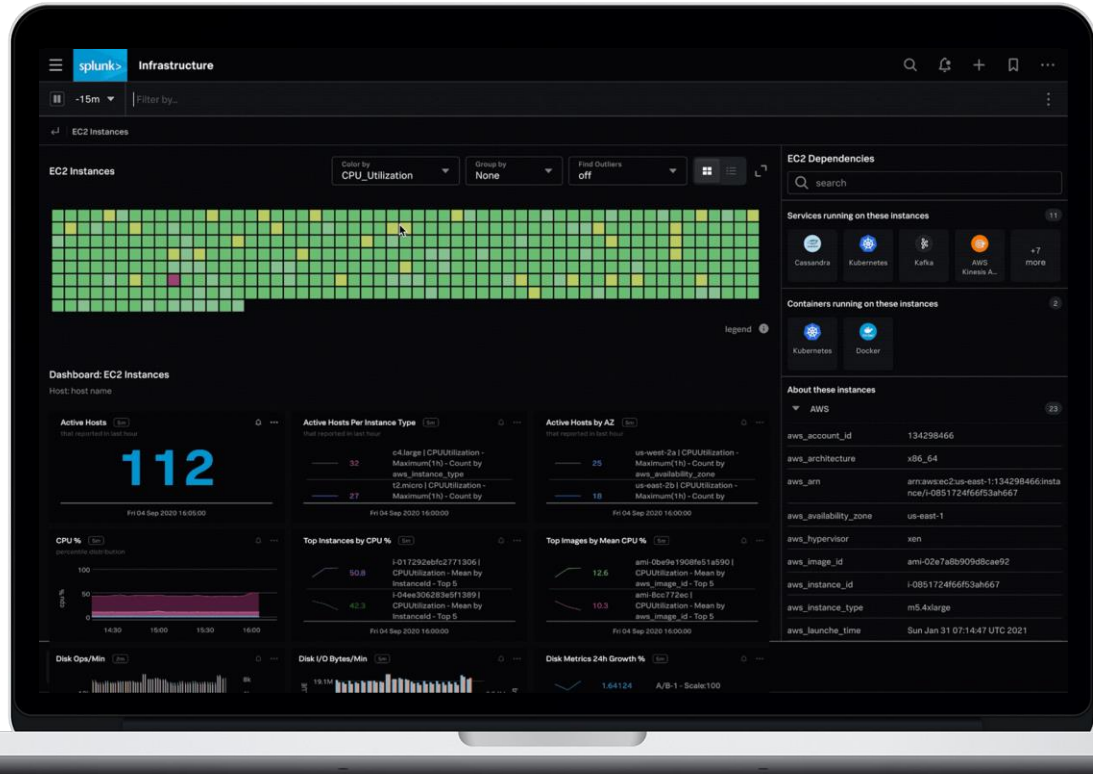 splunk>
Infrastructure
-15m
Filter by...
EC2 Instances
EC2 Instances
Color by
CPU_Utilization
Group by
None
Find Outliers
off
legend
Dashboard: EC2 Instances
Host: host name
Active Hosts 5m
that reported in last hour
112
Fri 04 Sep 2020 16:05:00
Active Hosts Per Instance Type 5m
that reported in last hour
32
c4.large | CPUUtilization -
Maximum(1h) - Count by
aws_instance_type
27
t2.micro | CPUUtilization -
Maximum(1h) - Count by
Fri 04 Sep 2020 16:00:00
Active Hosts by AZ 5m
that reported in last hour
25
us-west-2a | CPUUtilization -
Maximum(1h) - Count by
aws_availability_zone
18
us-east-2b | CPUUtilization -
Maximum(1h) - Count by
Fri 04 Sep 2020 16:00:00
CPU % 5m
percentile distribution
cpu %
100
50
0
14:30 15:00 15:30 16:00
Top Instances by CPU % 5m
50.8
i-017292ebfc2771306 |
CPUUtilization - Mean by
InstanceId - Top 5
42.3
i-04ee306283e5f1389 |
CPUUtilization - Mean by
InstanceId - Top 5
Fri 04 Sep 2020 16:00:00
Top Images by Mean CPU % 5m
12.6
ami-0be9e1908fe51a590 |
CPUUtilization - Mean by
aws_image_id - Top 5
10.3
ami-8cc772ec |
CPUUtilization - Mean by
aws_image_id - Top 5
Fri 04 Sep 2020 16:00:00
Disk Ops/Min
8k
Disk I/O Bytes/Min 5m
19.1M
Disk Metrics 24h Growth % 5m
1.64124
A/B-1 - Scale:100
EC2 Dependencies
search
Services running on these instances
11
Cassandra
Kubernetes
Kafka
AWS
Kinesis A...
+7
more
Containers running on these instances
2
Kubernetes
Docker
About these instances
AWS
23
aws_account_id 134298466
aws_architecture x86_64
aws_arn arn:aws:ec2:us-east-1:134298466:insta
nce/i-0851724f66f53ah667
aws_availability_zone us-east-1
aws_hypervisor xen
aws_image_id ami-02e7a8b909d8cae92
aws_instance_id i-0851724f66f53ah667
aws_instance_type m5.4xlarge
aws_launche_time Sun Jan 31 07:14:47 UTC 2021